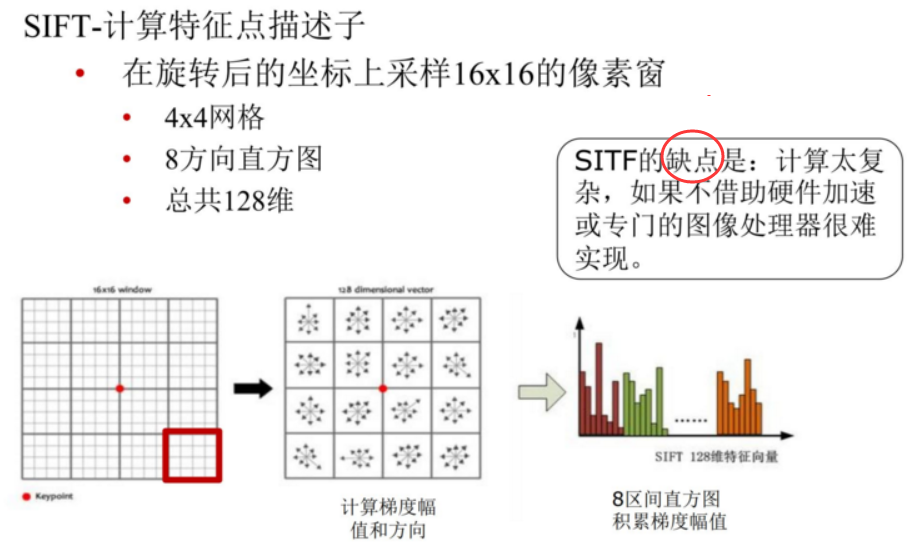 SIFT-计算特征点描述子
• 在旋转后的坐标上采样16x16的像素窗
• 4x4网格
• 8方向直方图
• 总共128维
SITF的缺点是：计算太复
杂，如果不借助硬件加速
或专门的图像处理器很难
实现。
16x16 window
128 dimensional vector
Keypoint
计算梯度幅
值和方向
......
SIFT 128维特征向量
8区间直方图
积累梯度幅值